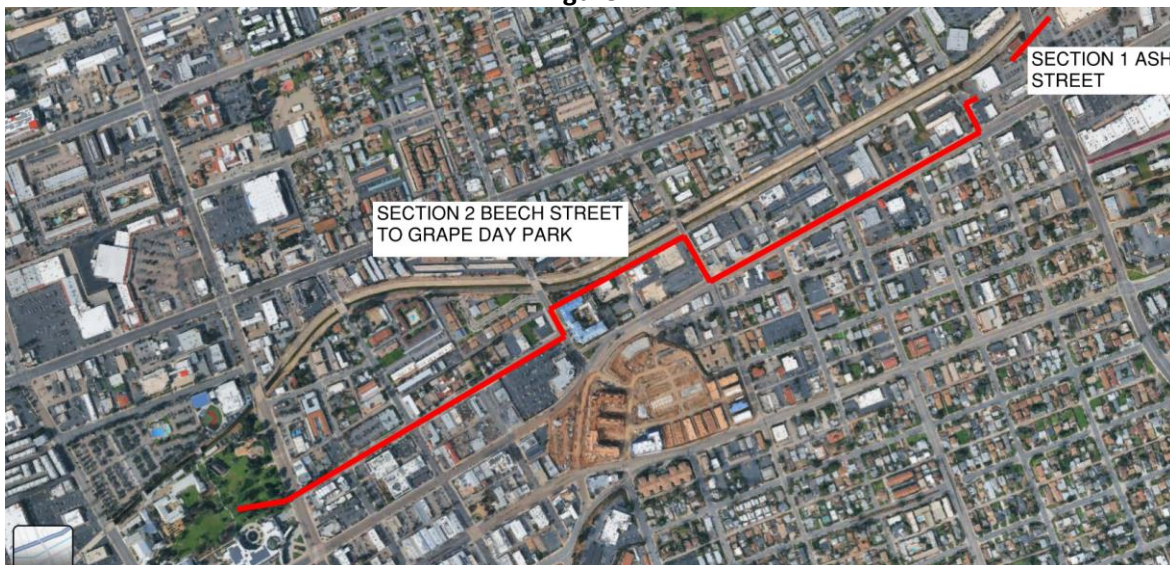 SECTION 1 ASH
STREET
SECTION 2 BEECH STREET
TO GRAPE DAY PARK